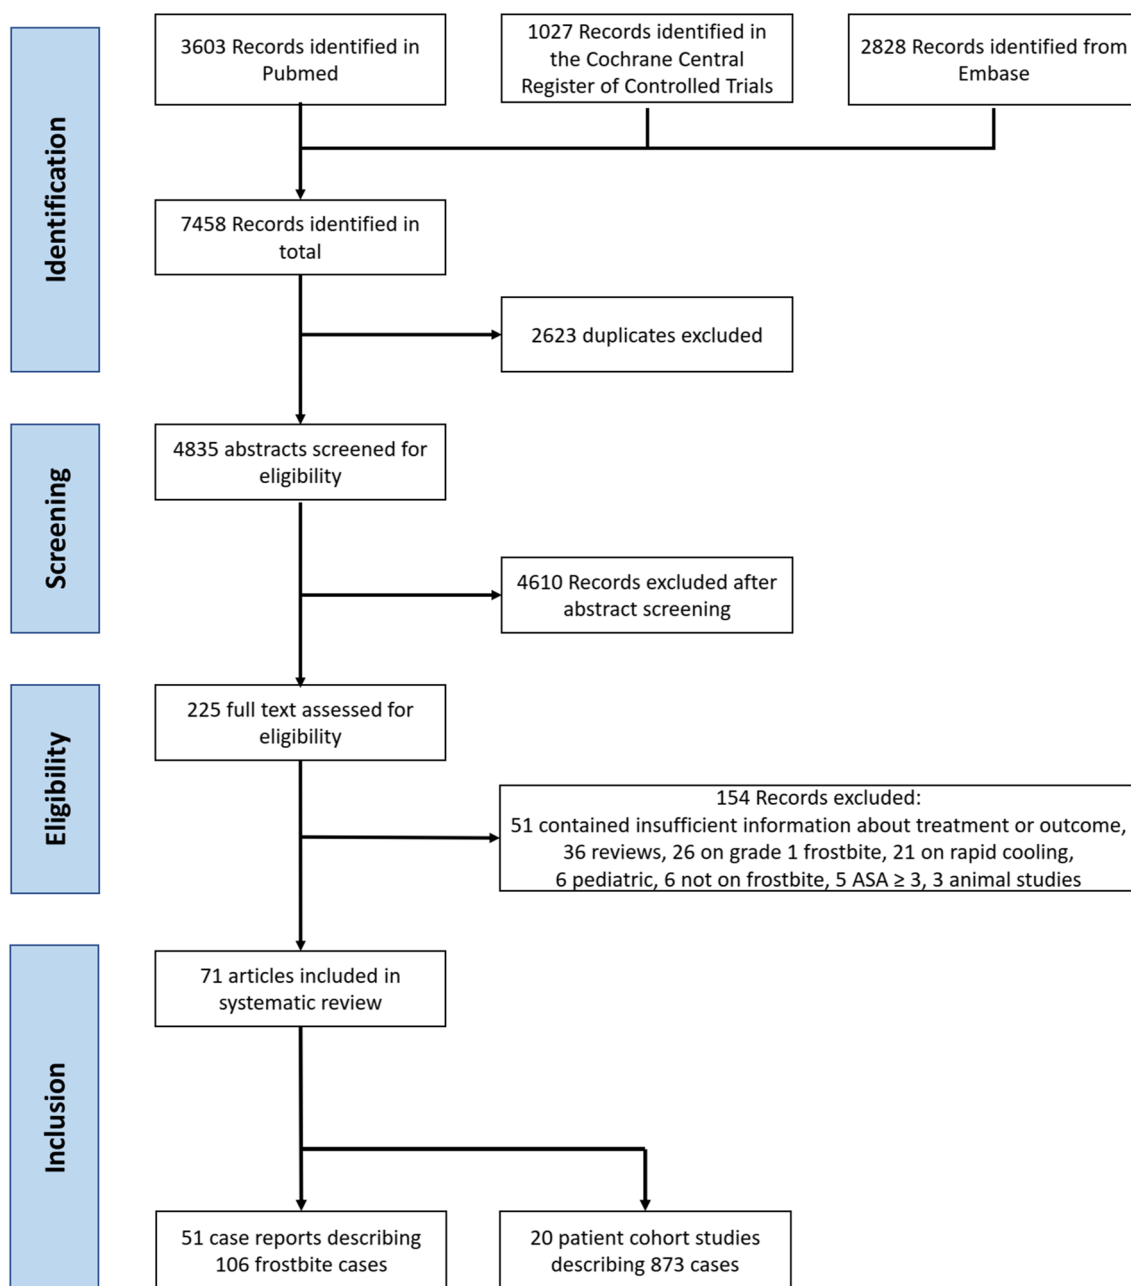 3603 Records identified in
Pubmed
1027 Records identified in
the Cochrane Central
Register of Controlled Trials
2828 Records identified from
Embase
Identification
7458 Records identified in
total
2623 duplicates excluded
Screening
4835 abstracts screened for
eligibility
4610 Records excluded after
abstract screening
Eligibility
225 full text assessed for
eligibility
154 Records excluded:
51 contained insufficient information about treatment or outcome,
36 reviews, 26 on grade 1 frostbite, 21 on rapid cooling,
6 pediatric, 6 not on frostbite, 5 ASA ≥ 3, 3 animal studies
Inclusion
71 articles included in
systematic review
51 case reports describing
106 frostbite cases
20 patient cohort studies
describing 873 cases